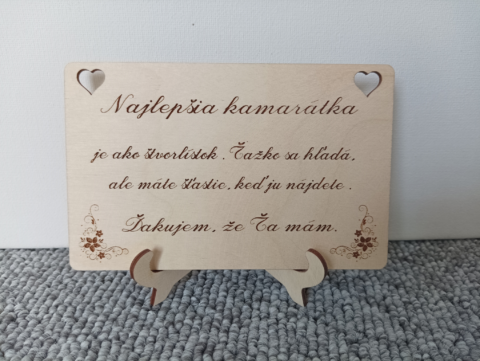 Najlepšia kamarátka
je ako štvorlístok. Ťažko sa hľadá,
ale máte šťastie, keď ju nájdete.
Ďakujem, že Ťa mám.